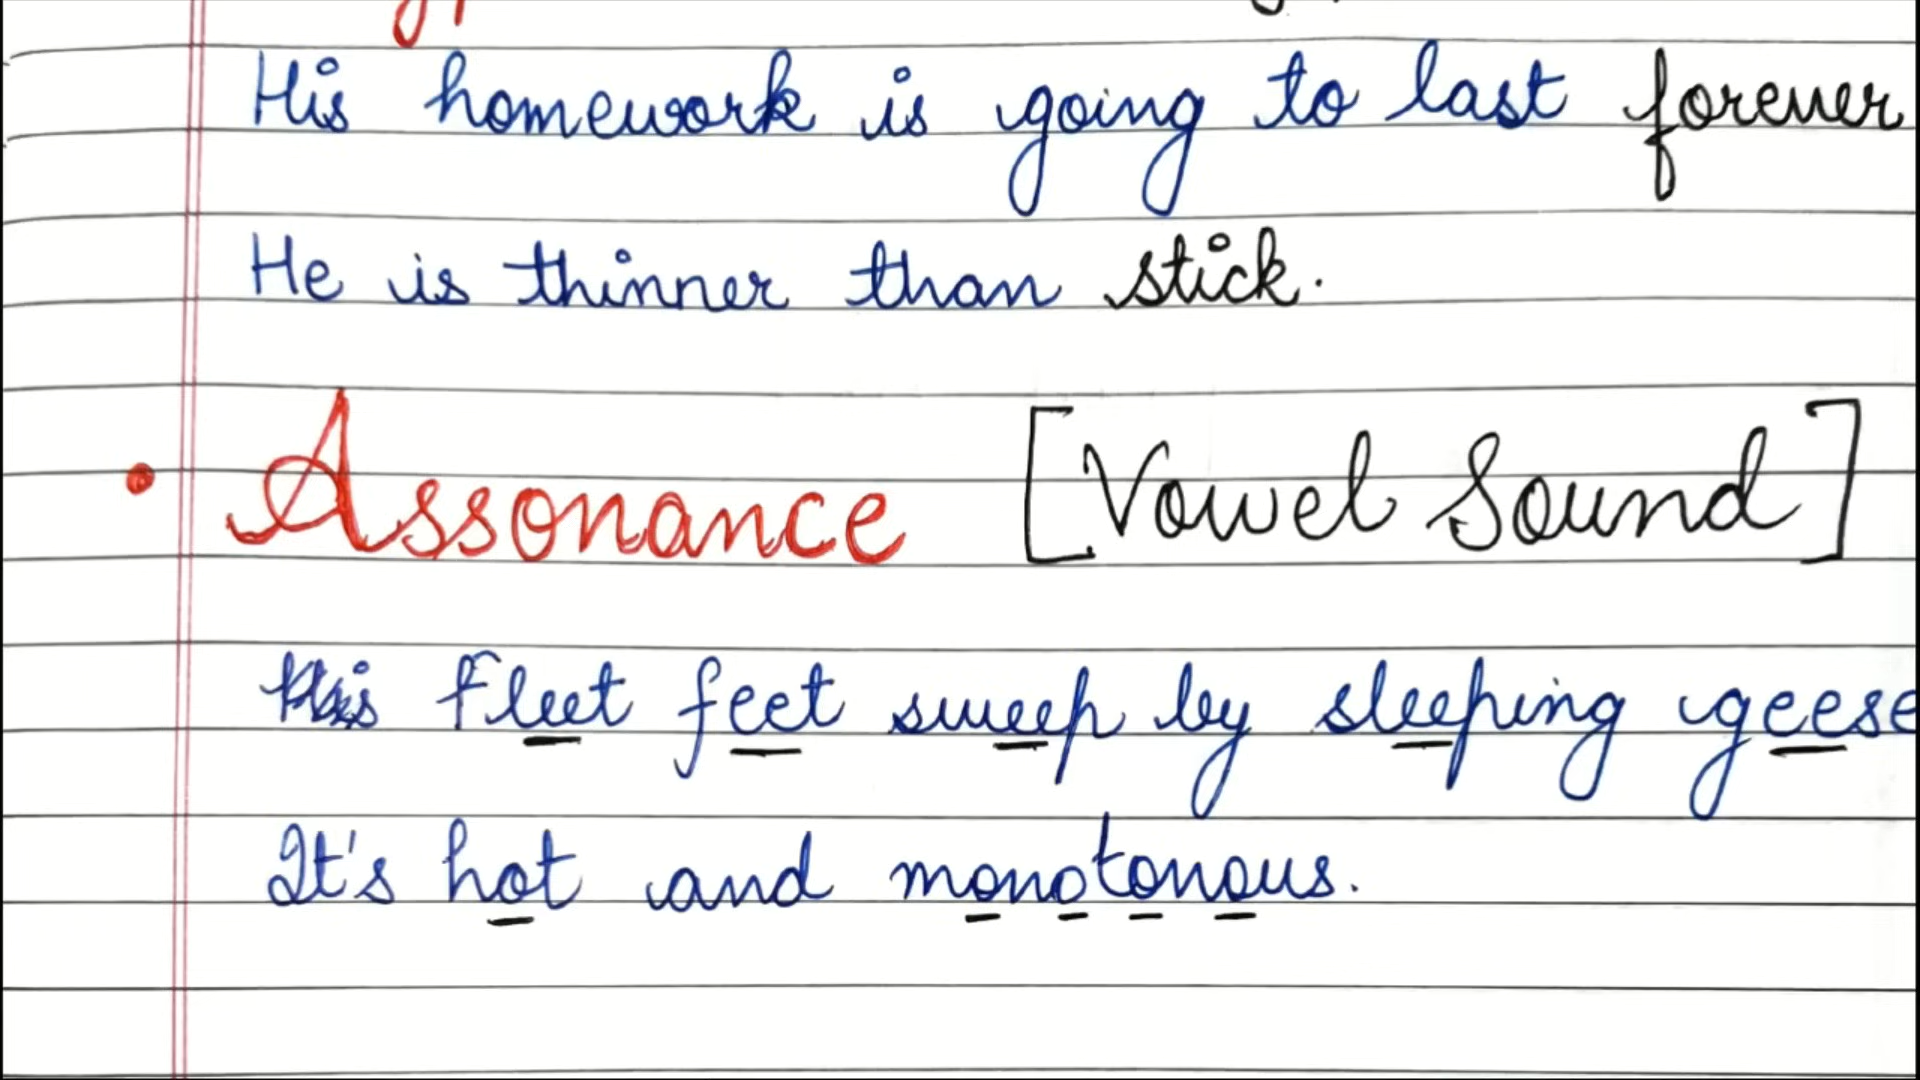 His homework is going to last forever
He is thinner than stick.
• Assonance [Vowel Sound]
His Fleet feet sweep by sleeping geese
It's hot and monotonous.